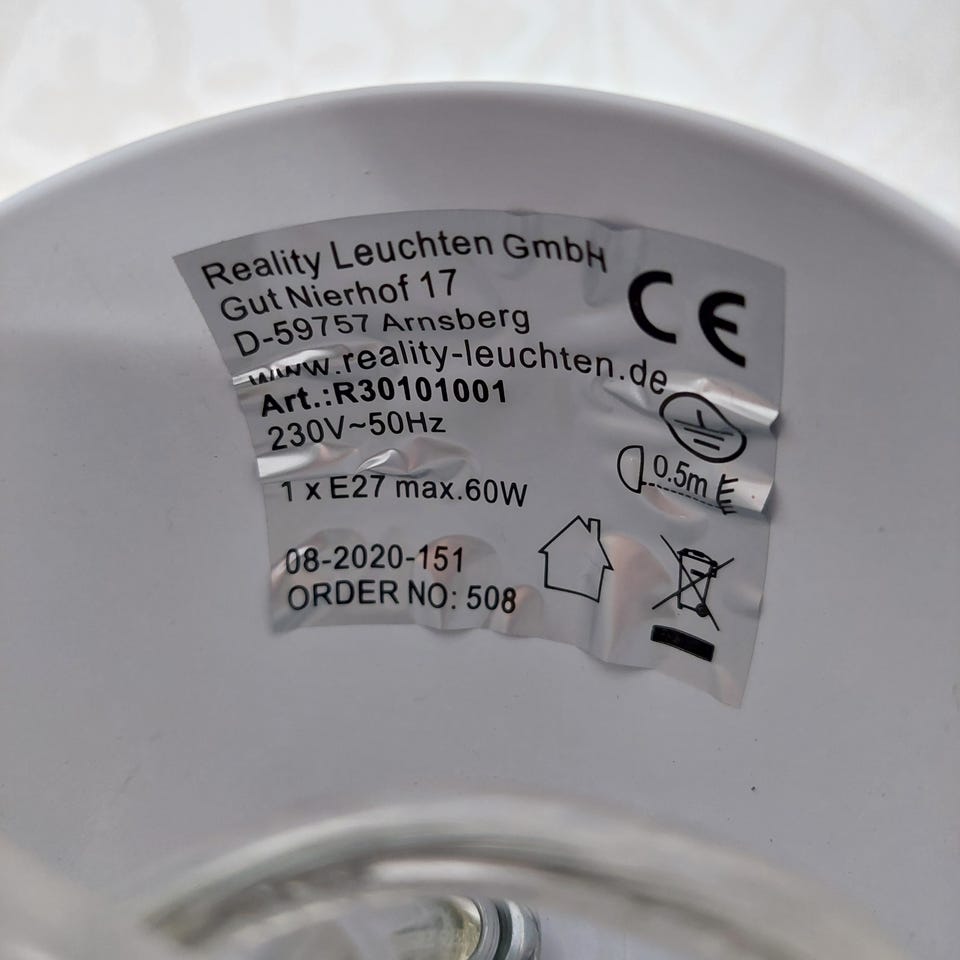 Reality Leuchten GmbH
Gut Nierhof 17
D-59757 Arnsberg
www.reality-leuchten.de
Art.:R30101001
230V~50Hz
1 x E27 max.60W
08-2020-151
ORDER NO: 508
CE
0.5m